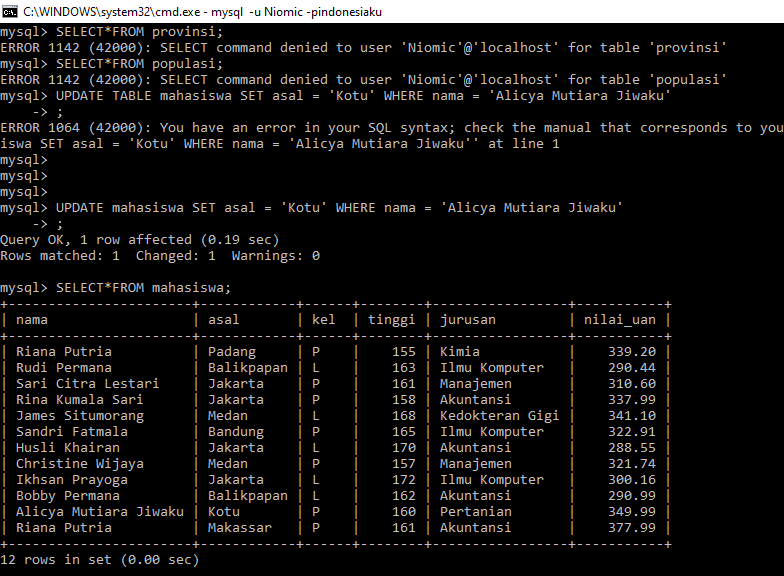 C:\WINDOWS\system32\cmd.exe - mysql  -u Niomic -pindonesiaku
mysql> SELECT*FROM provinsi;
ERROR 1142 (42000): SELECT command denied to user 'Niomic'@'localhost' for table 'provinsi'
mysql> SELECT*FROM populasi;
ERROR 1142 (42000): SELECT command denied to user 'Niomic'@'localhost' for table 'populasi'
mysql> UPDATE TABLE mahasiswa SET asal = 'Kotu' WHERE nama = 'Alicya Mutiara Jiwaku'
    -> ;
ERROR 1064 (42000): You have an error in your SQL syntax; check the manual that corresponds to you
iswa SET asal = 'Kotu' WHERE nama = 'Alicya Mutiara Jiwaku'' at line 1
mysql>
mysql>
mysql>
mysql> UPDATE mahasiswa SET asal = 'Kotu' WHERE nama = 'Alicya Mutiara Jiwaku'
    -> ;
Query OK, 1 row affected (0.19 sec)
Rows matched: 1  Changed: 1  Warnings: 0

mysql> SELECT*FROM mahasiswa;
+-----------------------+------------+------+--------+-----------------+-----------+
| nama                  | asal       | kel  | tinggi | jurusan         | nilai_uan |
+-----------------------+------------+------+--------+-----------------+-----------+
| Riana Putria          | Padang     | P    |    155 | Kimia           |    339.20 |
| Rudi Permana          | Balikpapan | L    |    163 | Ilmu Komputer   |    290.44 |
| Sari Citra Lestari    | Jakarta    | P    |    161 | Manajemen       |    310.60 |
| Rina Kumala Sari      | Jakarta    | P    |    158 | Akuntansi       |    337.99 |
| James Situmorang      | Medan      | L    |    168 | Kedokteran Gigi |    341.10 |
| Sandri Fatmala        | Bandung    | P    |    165 | Ilmu Komputer   |    322.91 |
| Husli Khairan         | Jakarta    | L    |    170 | Akuntansi       |    288.55 |
| Christine Wijaya      | Medan      | P    |    157 | Manajemen       |    321.74 |
| Ikhsan Prayoga        | Jakarta    | L    |    172 | Ilmu Komputer   |    300.16 |
| Bobby Permana         | Balikpapan | L    |    162 | Akuntansi       |    290.99 |
| Alicya Mutiara Jiwaku | Kotu       | P    |    160 | Pertanian       |    349.99 |
| Riana Putria          | Makassar   | P    |    161 | Akuntansi       |    377.99 |
+-----------------------+------------+------+--------+-----------------+-----------+
12 rows in set (0.00 sec)